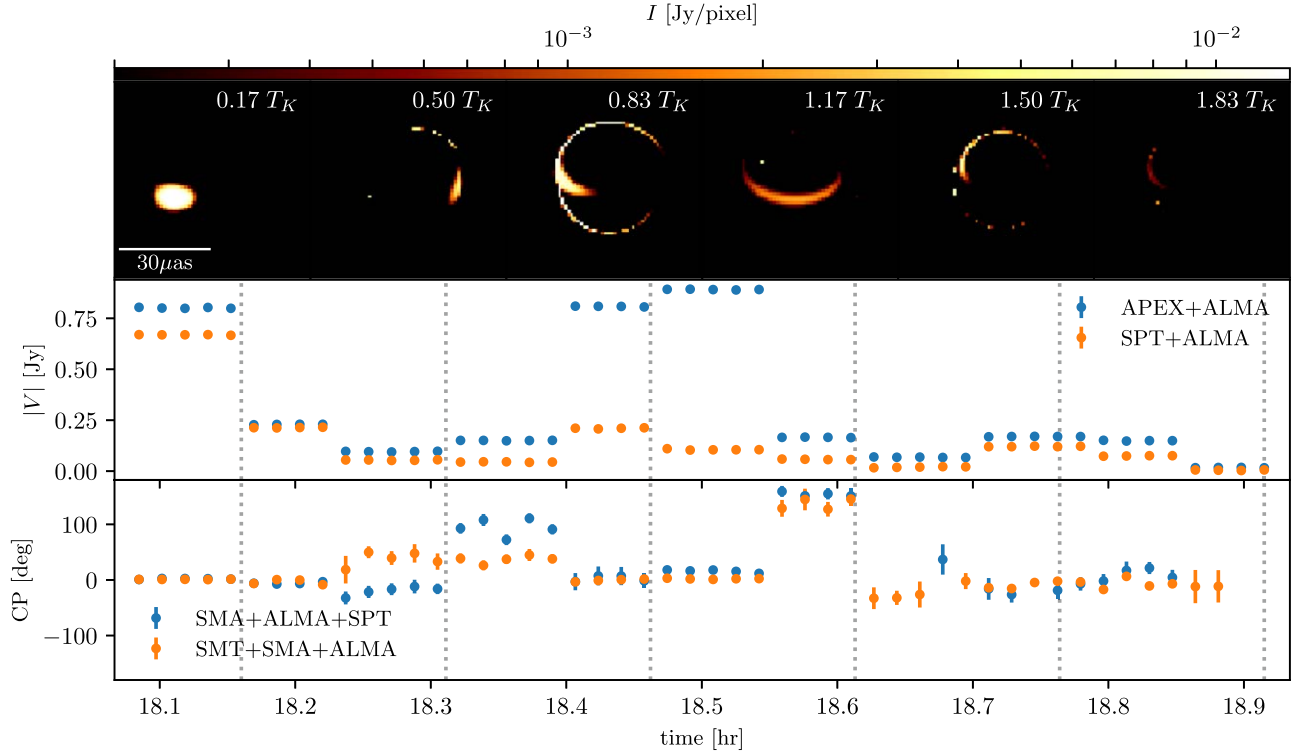 I [Jy/pixel]
10⁻³ 10⁻²
0.17 T_K 0.50 T_K 0.83 T_K 1.17 T_K 1.50 T_K 1.83 T_K
30μas
|V| [Jy]
0.75
0.50
0.25
0.00
APEX+ALMA
SPT+ALMA
CP [deg]
100
0
−100
SMA+ALMA+SPT
SMT+SMA+ALMA
18.1 18.2 18.3 18.4 18.5 18.6 18.7 18.8 18.9
time [hr]